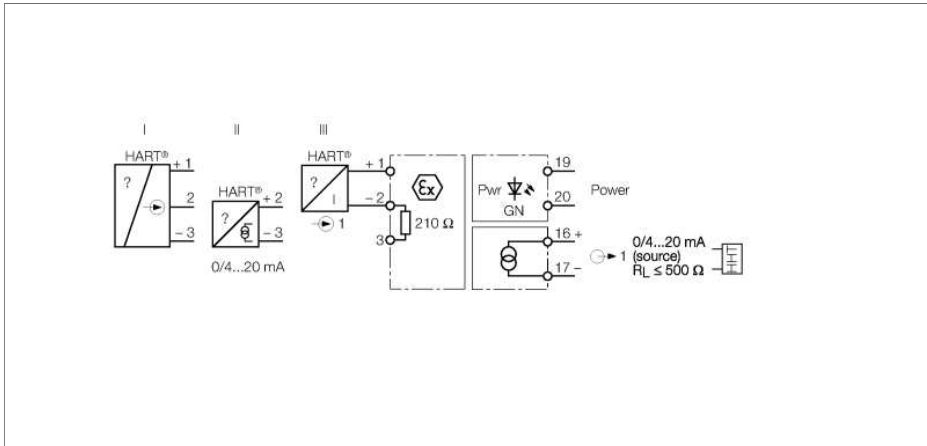 I II III
HART®
? + 1
2
− 3
HART®
? + 2
− 3
0/4...20 mA
HART®
? + 1
I − 2
1
Ex
3 210 Ω
19
Pwr Power
20
GN
16 +
17 −
1
0/4...20 mA
(source)
RL ≤ 500 Ω